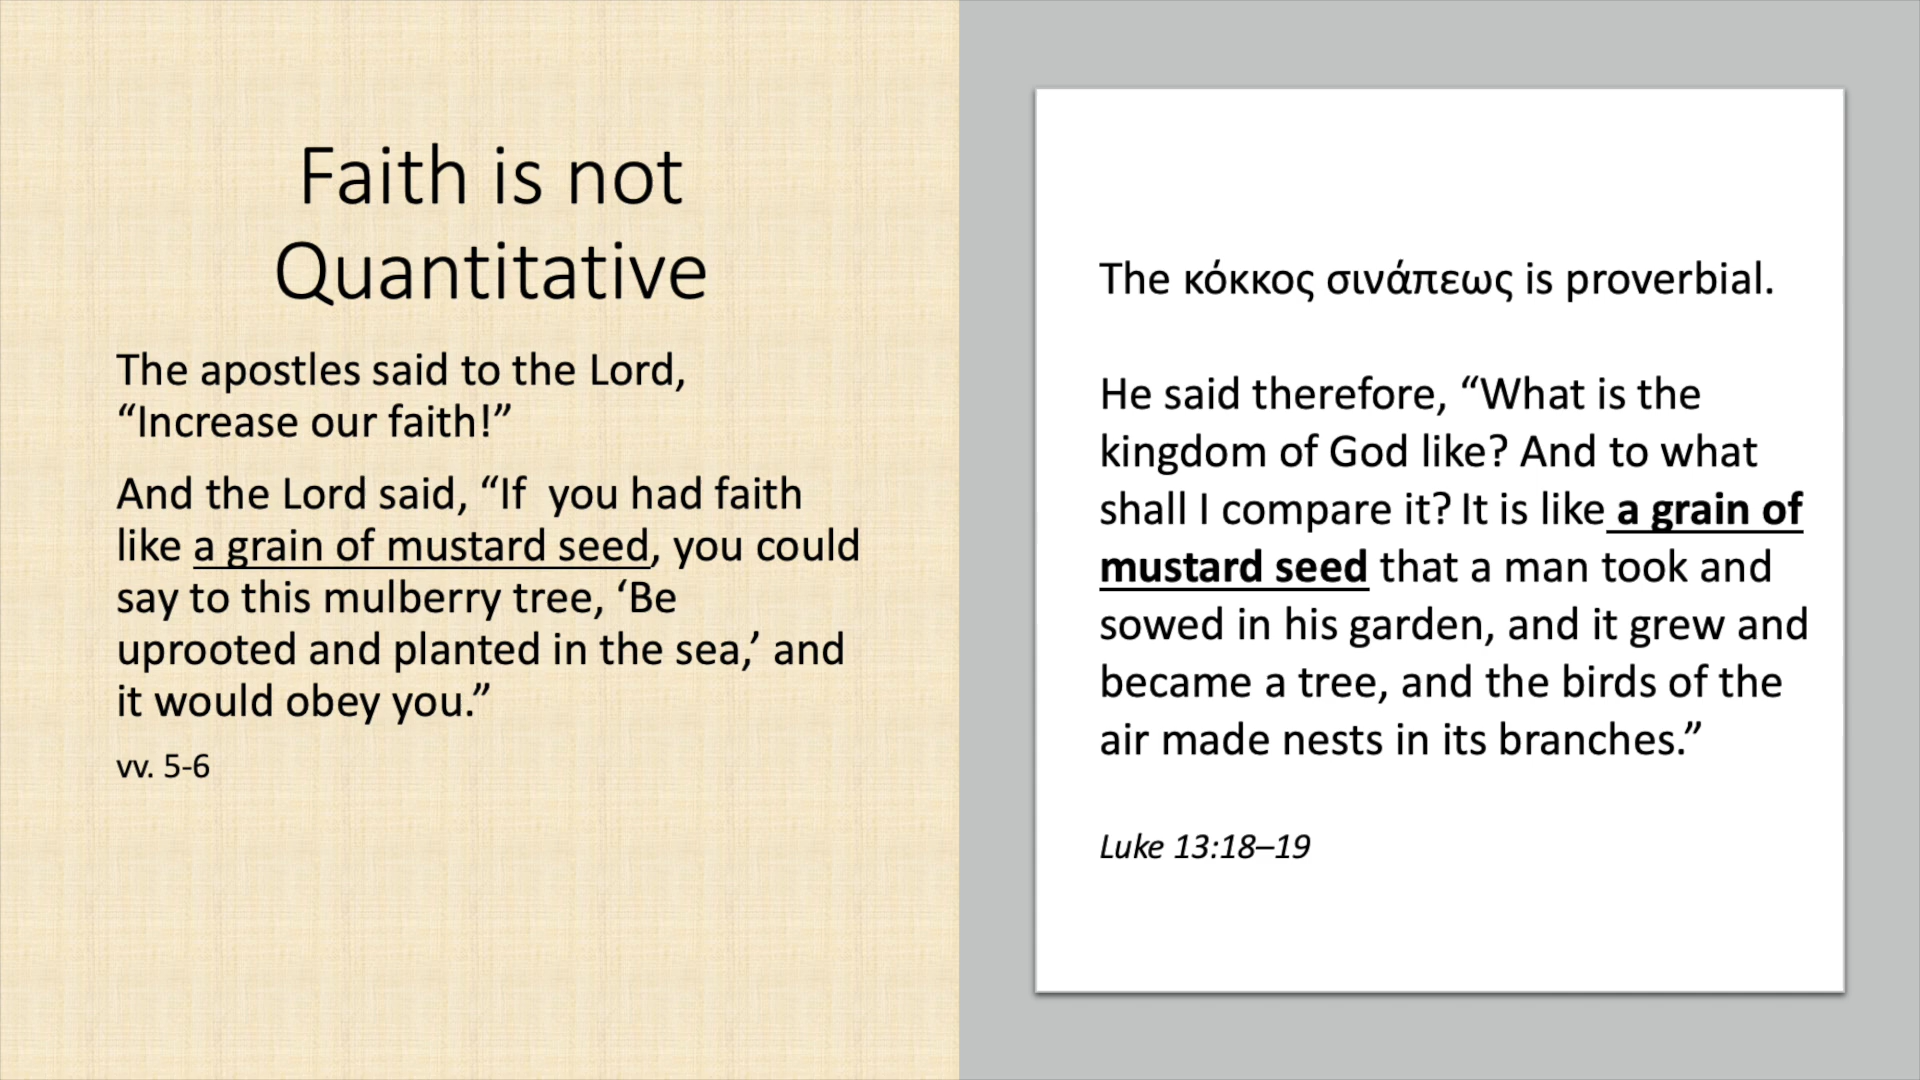 Faith is not
Quantitative
The apostles said to the Lord,
“Increase our faith!”
And the Lord said, “If  you had faith
like a grain of mustard seed, you could
say to this mulberry tree, ‘Be
uprooted and planted in the sea,’ and
it would obey you.”
vv. 5-6
The κόκκος σινάπεως is proverbial.
He said therefore, “What is the
kingdom of God like? And to what
shall I compare it? It is like a grain of
mustard seed that a man took and
sowed in his garden, and it grew and
became a tree, and the birds of the
air made nests in its branches.”
Luke 13:18–19